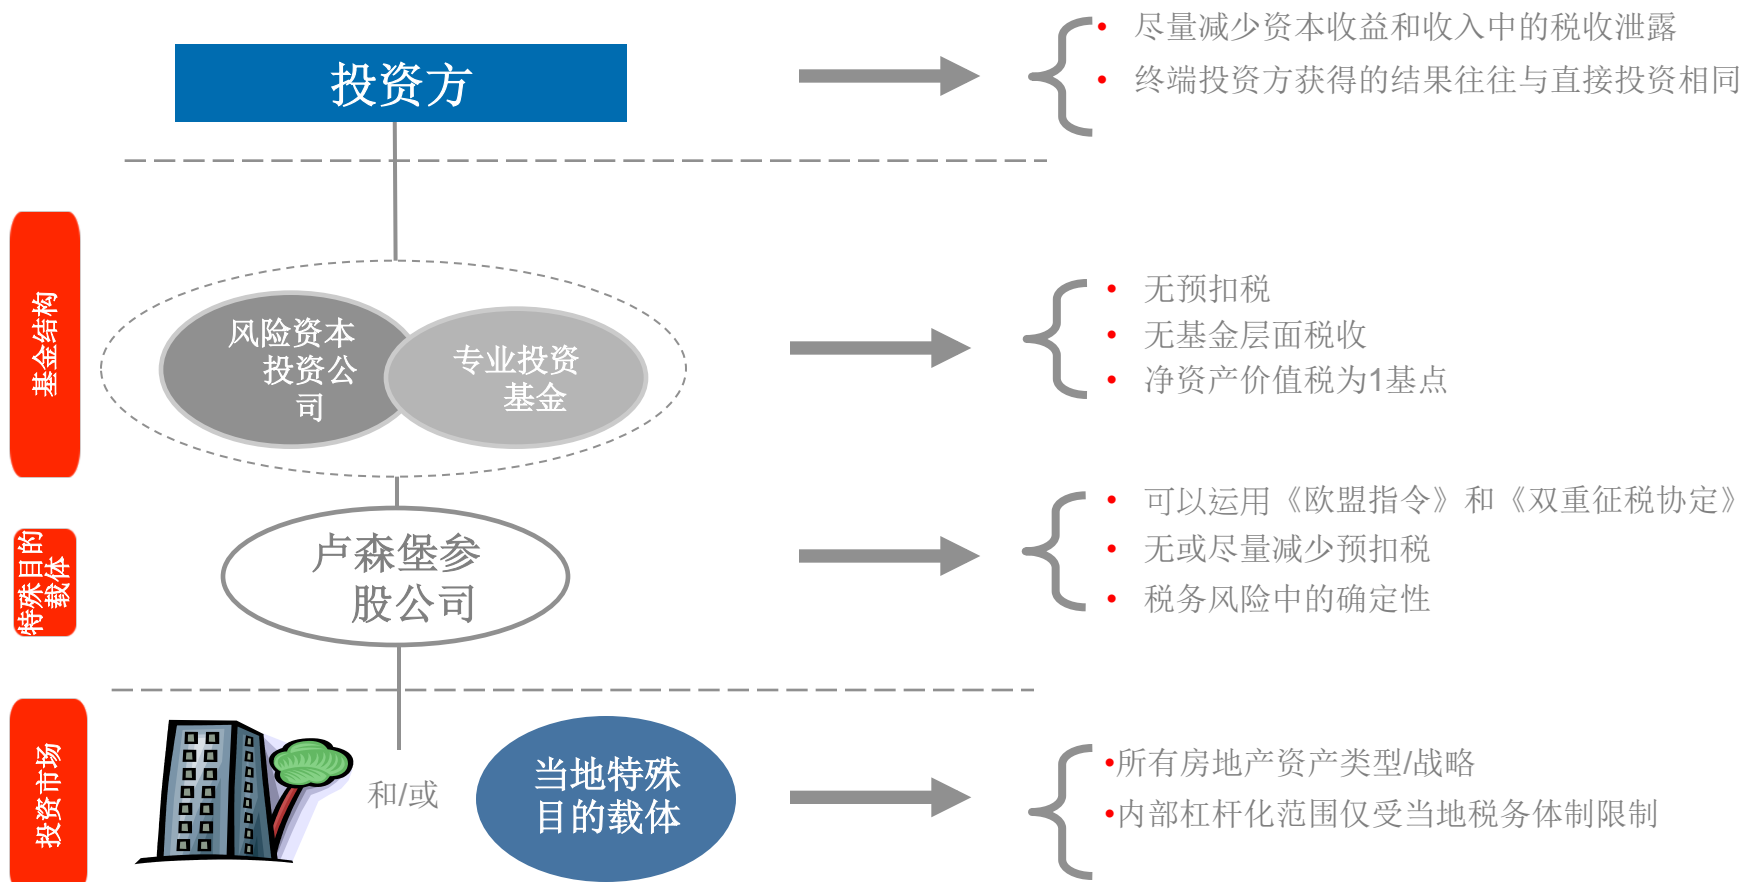 投资方
尽量减少资本收益和收入中的税收泄露
终端投资方获得的结果往往与直接投资相同
基金结构
风险资本
投资公
司
专业投资
基金
无预扣税
无基金层面税收
净资产价值税为1基点
特殊目的
载体
卢森堡参
股公司
可以运用《欧盟指令》和《双重征税协定》
无或尽量减少预扣税
税务风险中的确定性
投资市场
和/或
当地特殊
目的载体
所有房地产资产类型/战略
内部杠杆化范围仅受当地税务体制限制